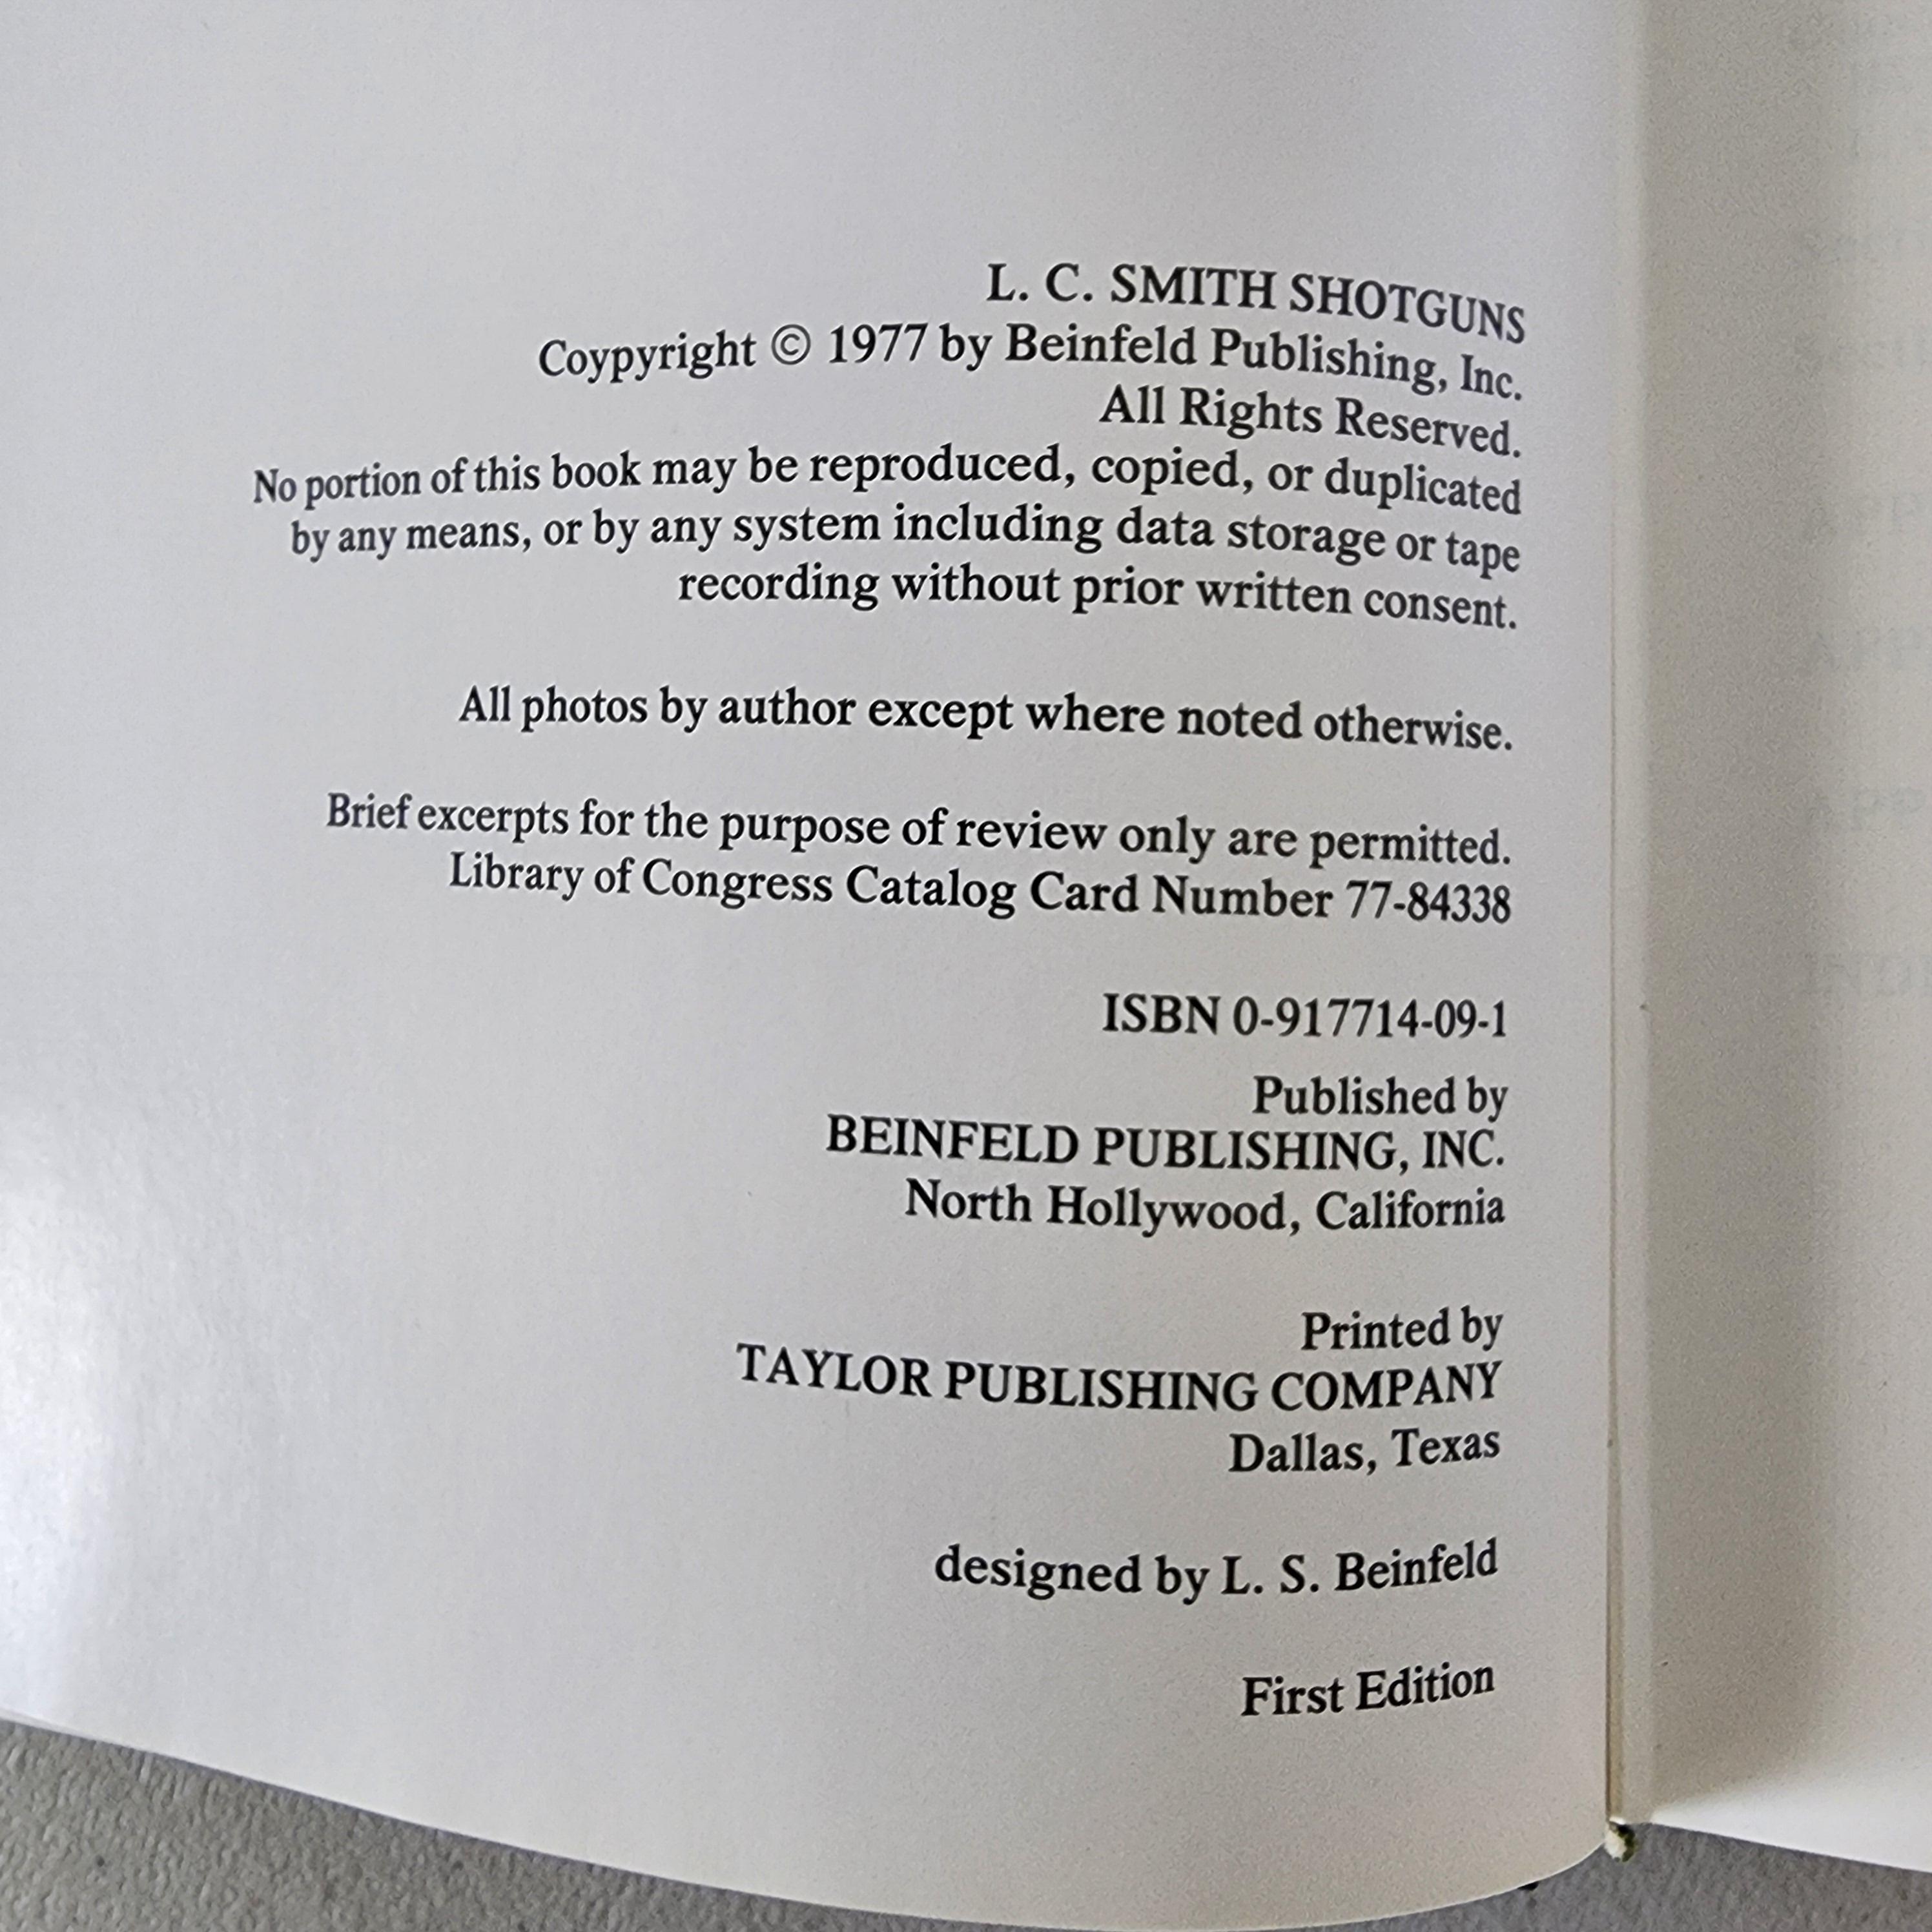 L. C. SMITH SHOTGUNS
Coypyright © 1977 by Beinfeld Publishing, Inc.
All Rights Reserved.
No portion of this book may be reproduced, copied, or duplicated
by any means, or by any system including data storage or tape
recording without prior written consent.
All photos by author except where noted otherwise.
Brief excerpts for the purpose of review only are permitted.
Library of Congress Catalog Card Number 77-84338
ISBN 0-917714-09-1
Published by
BEINFELD PUBLISHING, INC.
North Hollywood, California
Printed by
TAYLOR PUBLISHING COMPANY
Dallas, Texas
designed by L. S. Beinfeld
First Edition